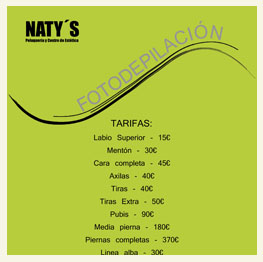 NATY´S
Peluquería y Centro de Estética
FOTODEPILACIÓN
TARIFAS:
Labio Superior - 15€
Mentón - 30€
Cara completa - 45€
Axilas - 40€
Tiras - 40€
Tiras Extra - 50€
Pubis - 90€
Media pierna - 180€
Piernas completas - 370€
Linea alba - 30€